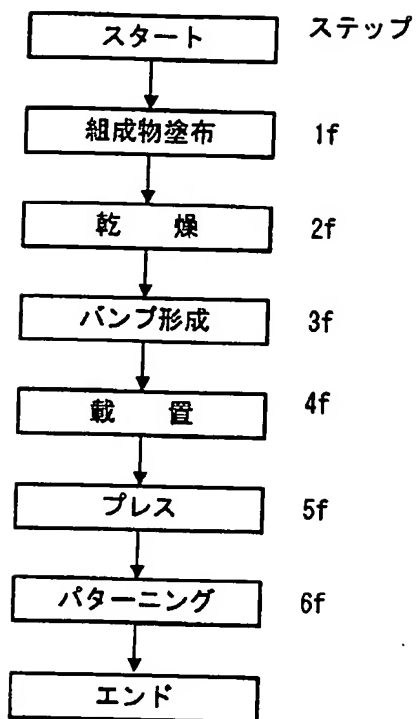 スタート ステップ
組成物塗布 1f
乾 燥 2f
バンプ形成 3f
載 置 4f
プレス 5f
パターニング 6f
エンド